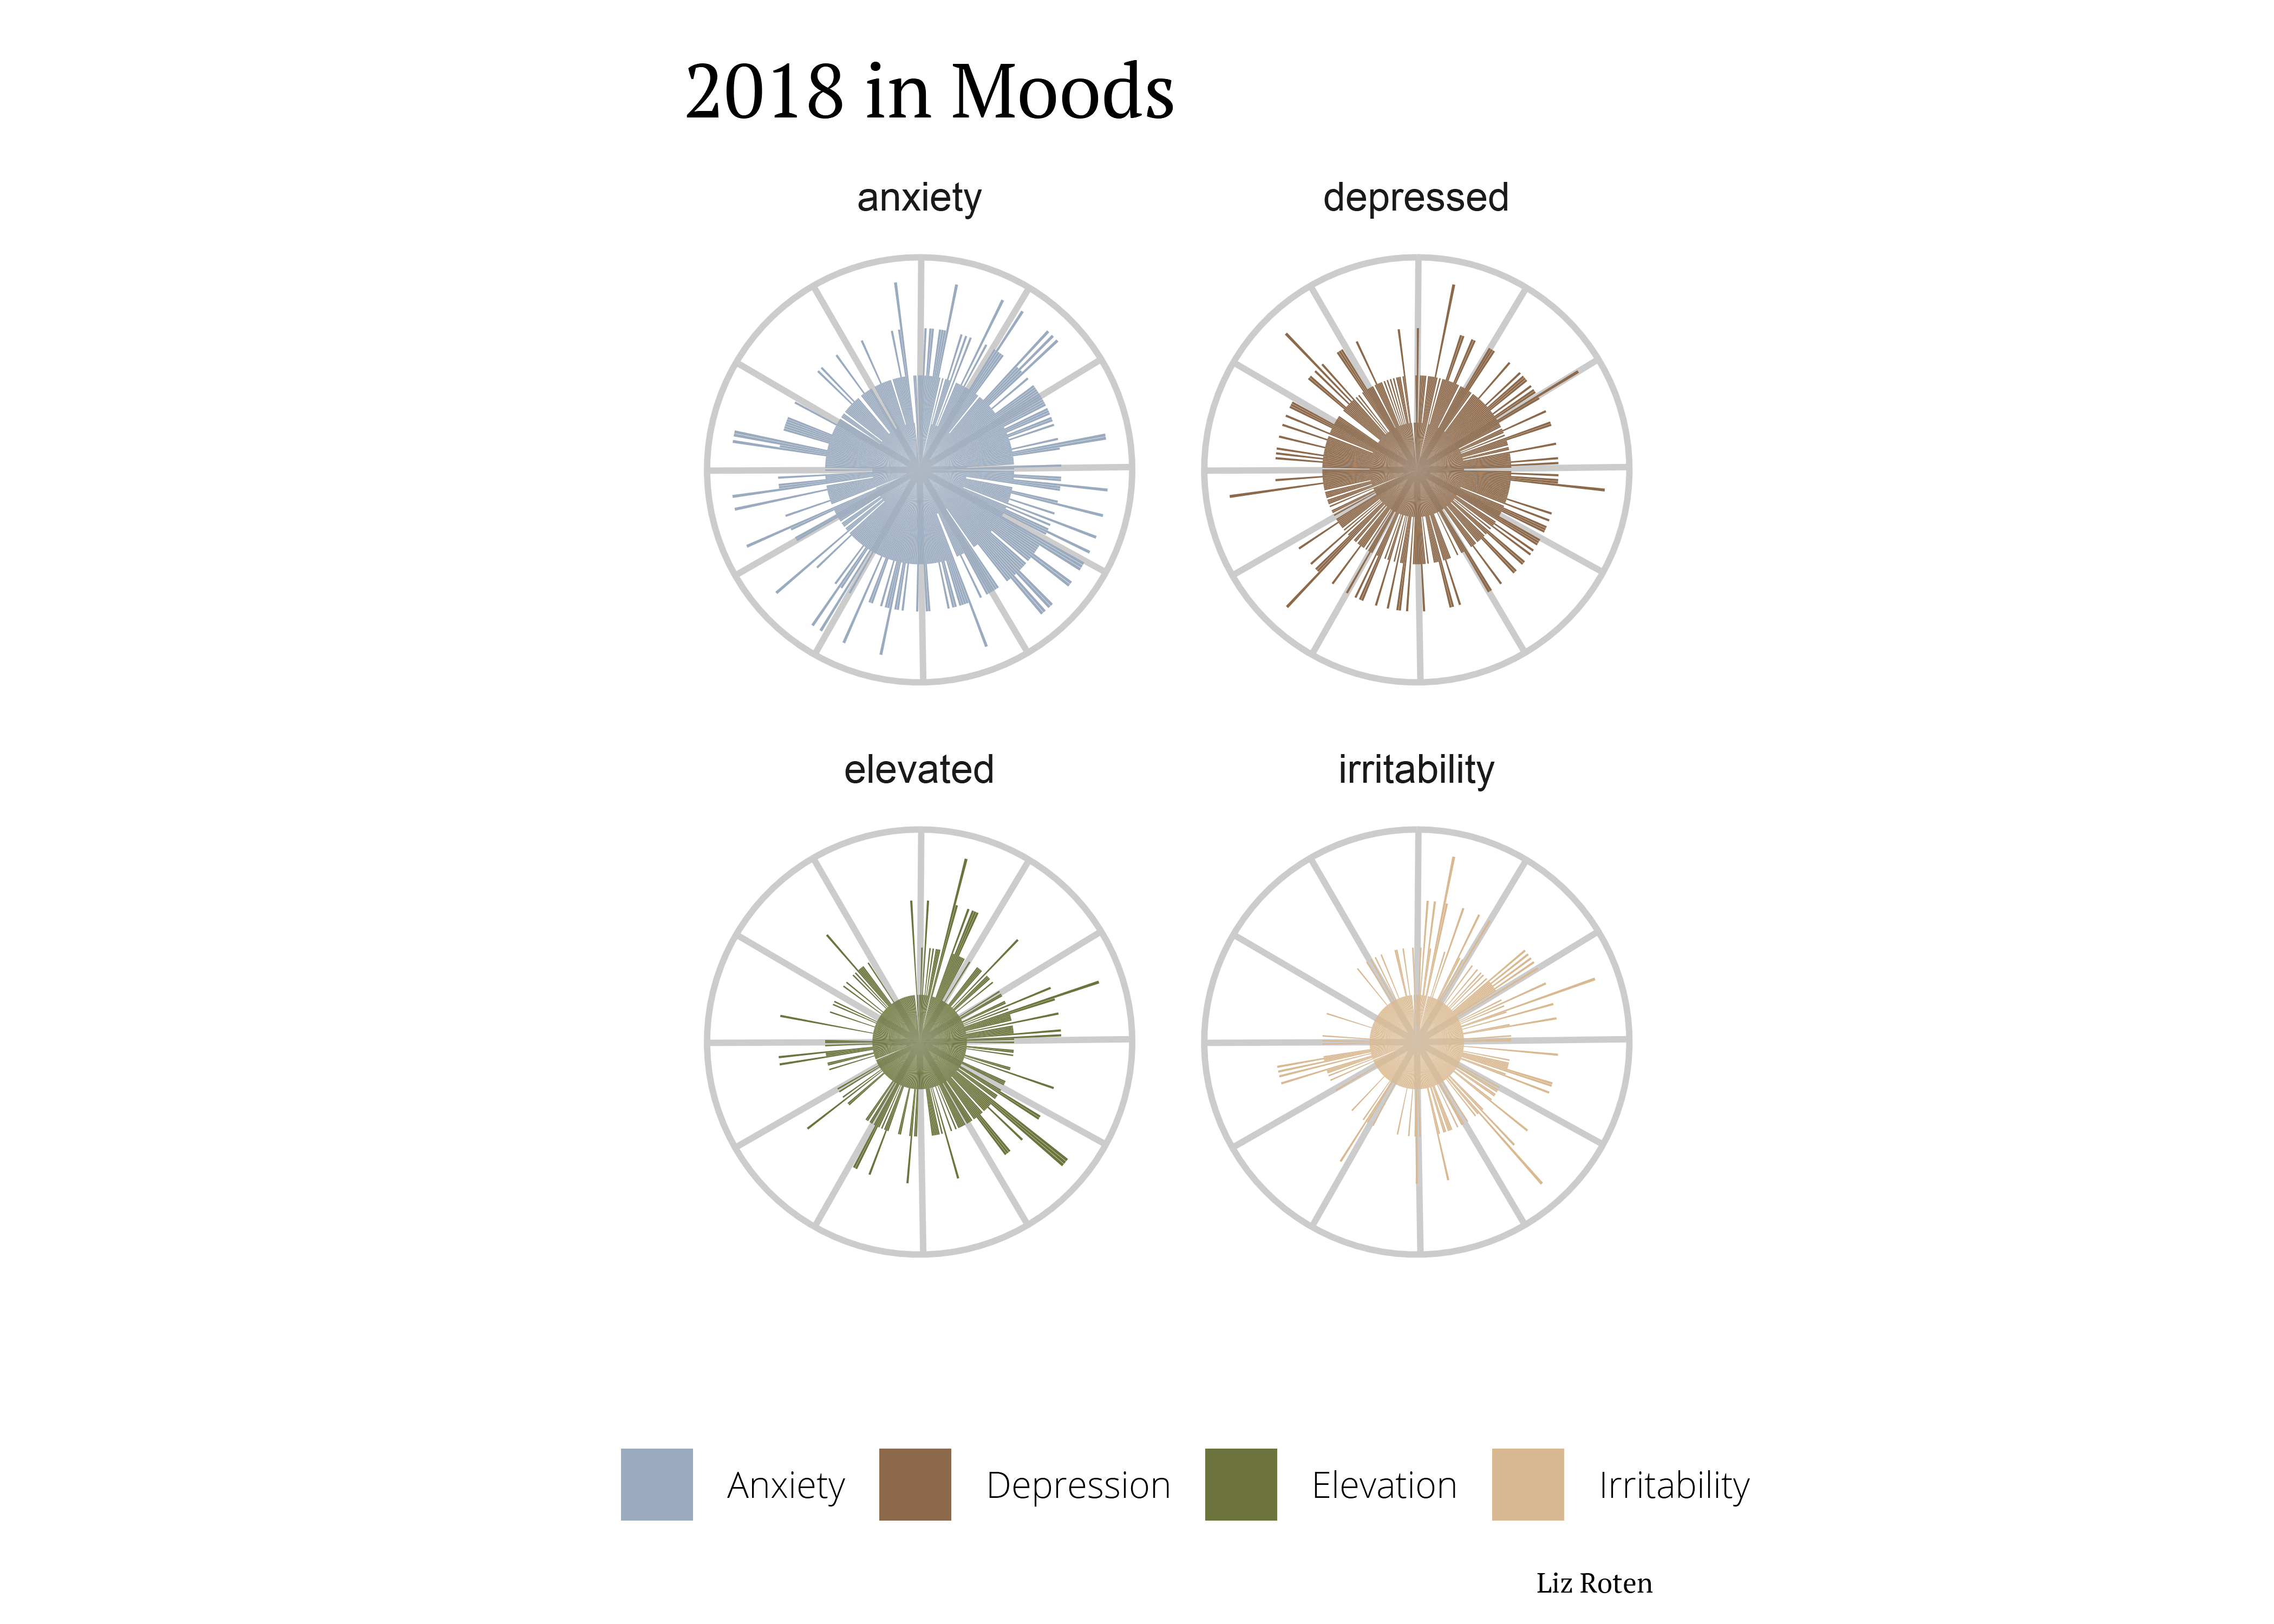 2018 in Moods
anxiety
depressed
elevated
irritability
Anxiety
Depression
Elevation
Irritability
Liz Roten